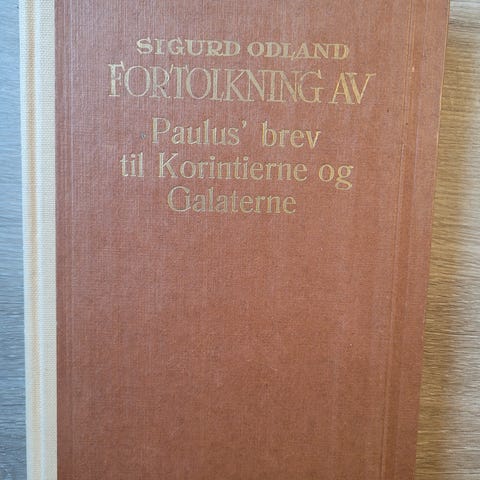 SIGURD ODLAND
FORTOLKNING AV
Paulus' brev
til Korintierne og
Galaterne